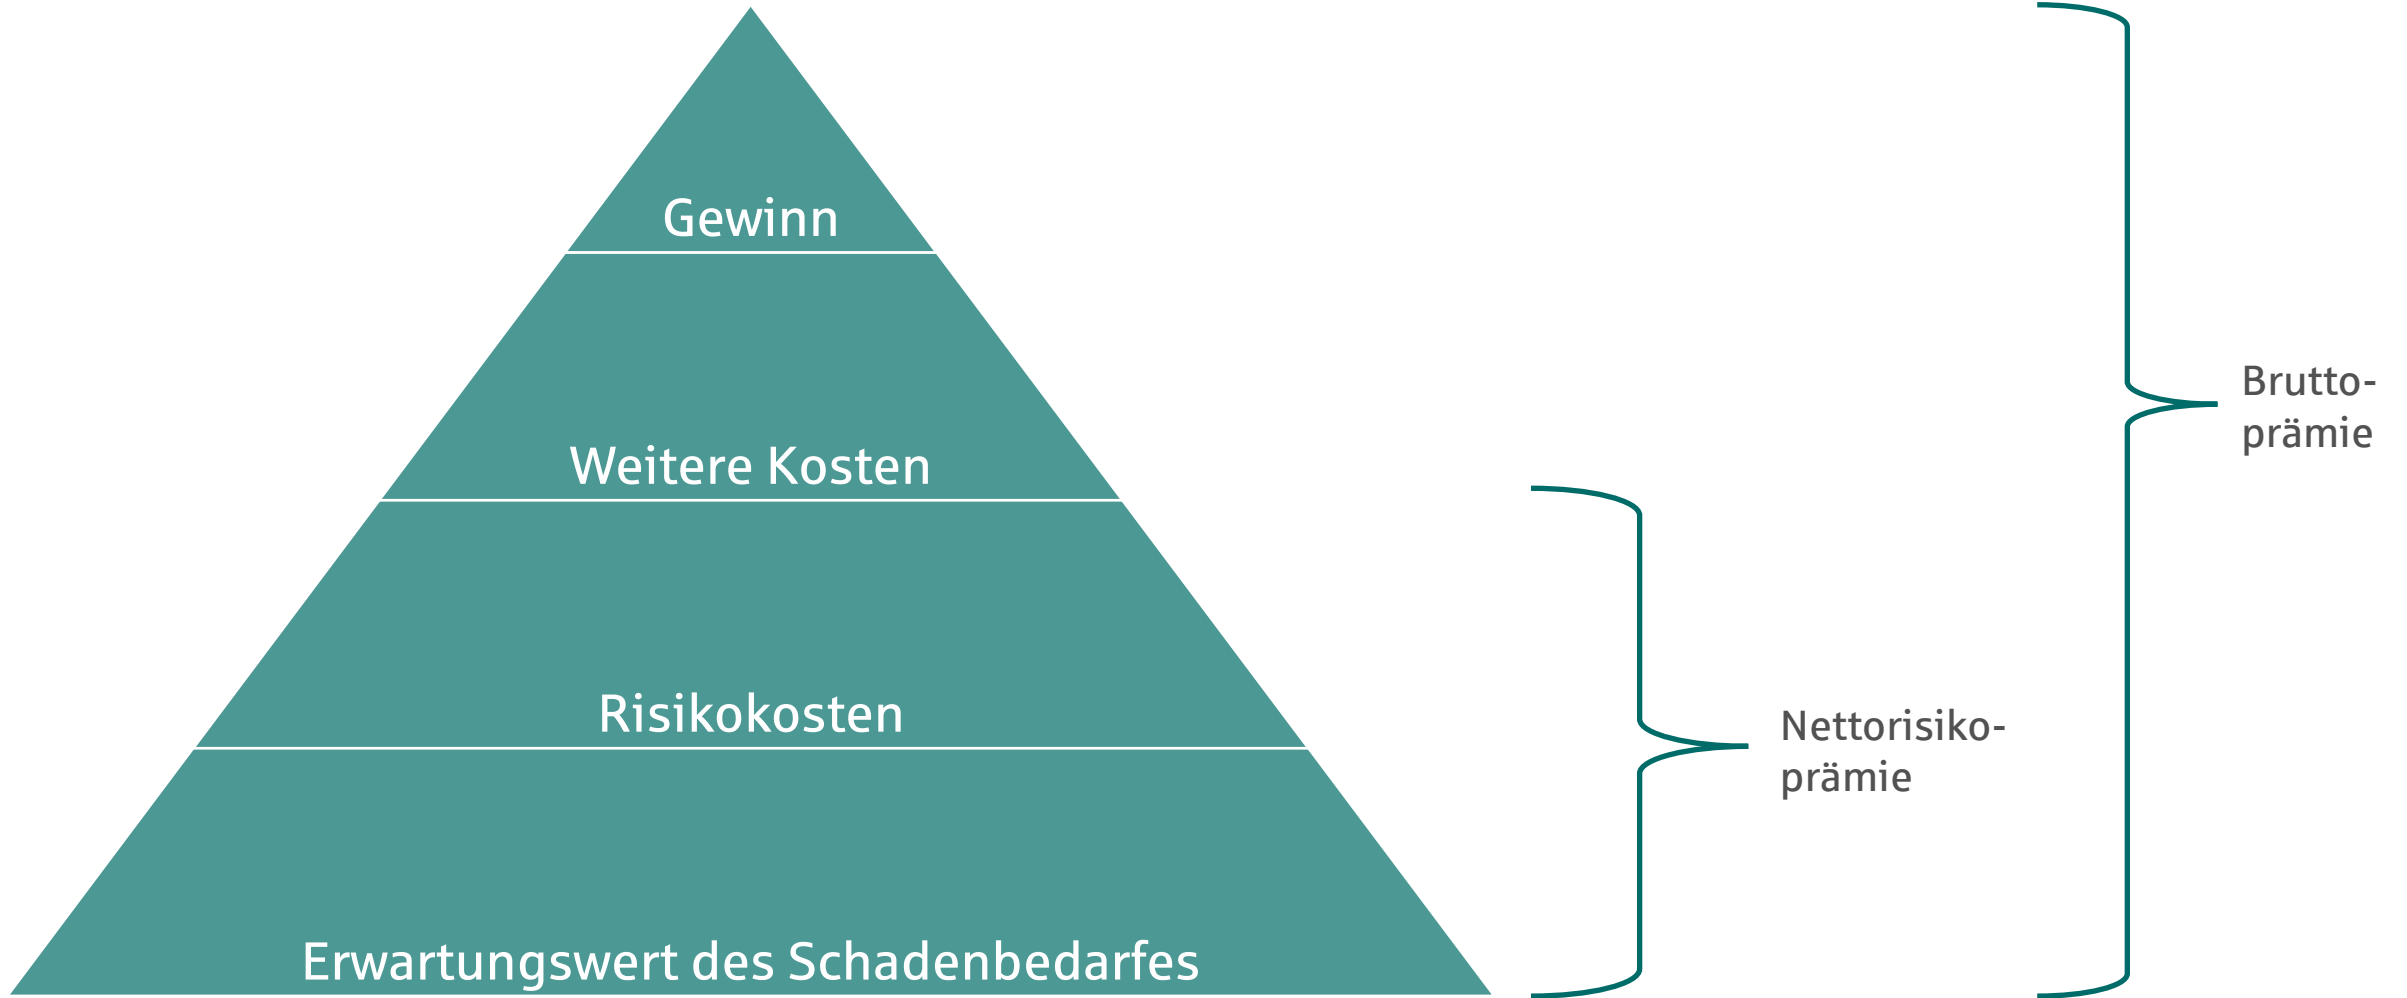 Gewinn
Weitere Kosten
Risikokosten
Erwartungswert des Schadenbedarfes
Nettorisiko-
prämie
Brutto-
prämie